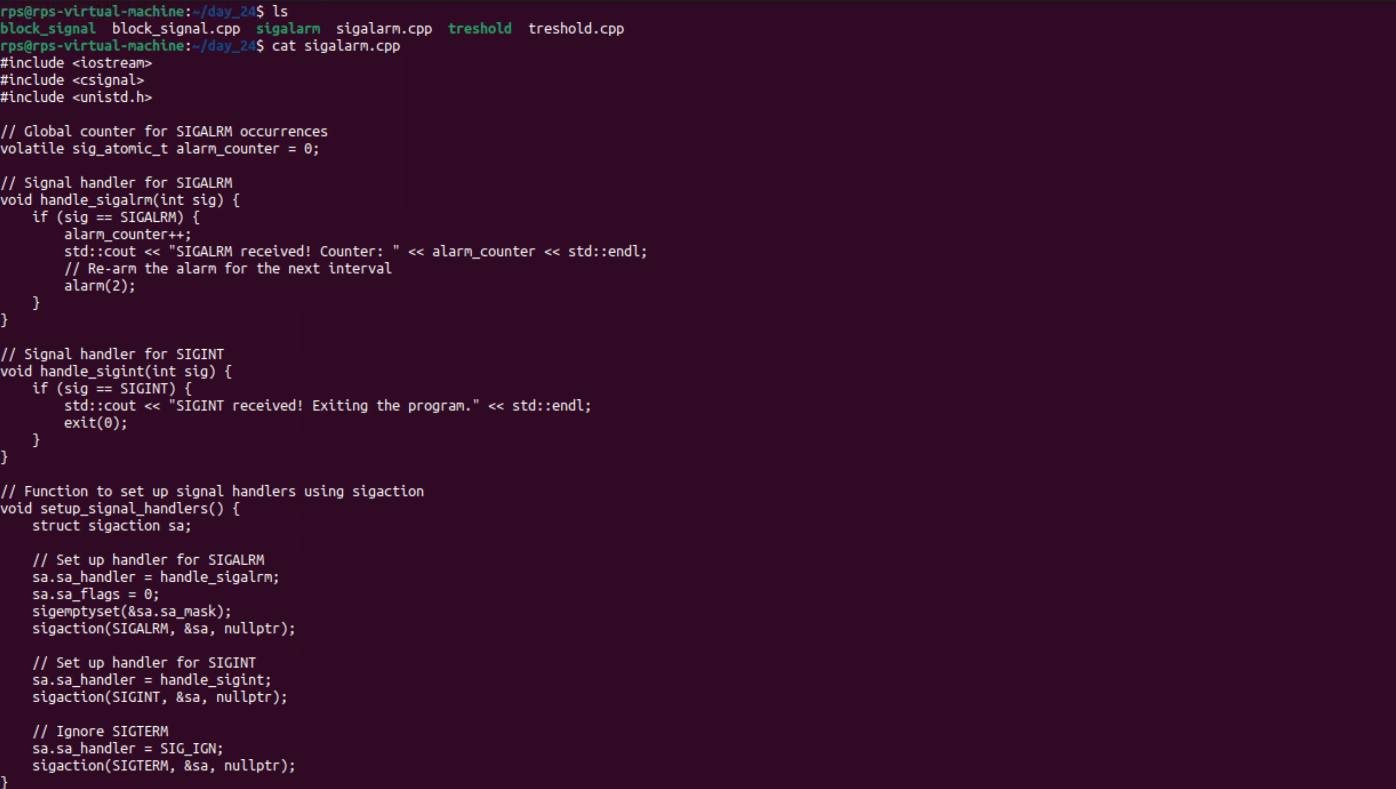 rps@rps-virtual-machine:~/day_24$ ls
block_signal  block_signal.cpp  sigalarm  sigalarm.cpp  treshold  treshold.cpp
rps@rps-virtual-machine:~/day_24$ cat sigalarm.cpp
#include <iostream>
#include <csignal>
#include <unistd.h>

// Global counter for SIGALRM occurrences
volatile sig_atomic_t alarm_counter = 0;

// Signal handler for SIGALRM
void handle_sigalrm(int sig) {
    if (sig == SIGALRM) {
        alarm_counter++;
        std::cout << "SIGALRM received! Counter: " << alarm_counter << std::endl;
        // Re-arm the alarm for the next interval
        alarm(2);
    }
}

// Signal handler for SIGINT
void handle_sigint(int sig) {
    if (sig == SIGINT) {
        std::cout << "SIGINT received! Exiting the program." << std::endl;
        exit(0);
    }
}

// Function to set up signal handlers using sigaction
void setup_signal_handlers() {
    struct sigaction sa;

    // Set up handler for SIGALRM
    sa.sa_handler = handle_sigalrm;
    sa.sa_flags = 0;
    sigemptyset(&sa.sa_mask);
    sigaction(SIGALRM, &sa, nullptr);

    // Set up handler for SIGINT
    sa.sa_handler = handle_sigint;
    sigaction(SIGINT, &sa, nullptr);

    // Ignore SIGTERM
    sa.sa_handler = SIG_IGN;
    sigaction(SIGTERM, &sa, nullptr);
}